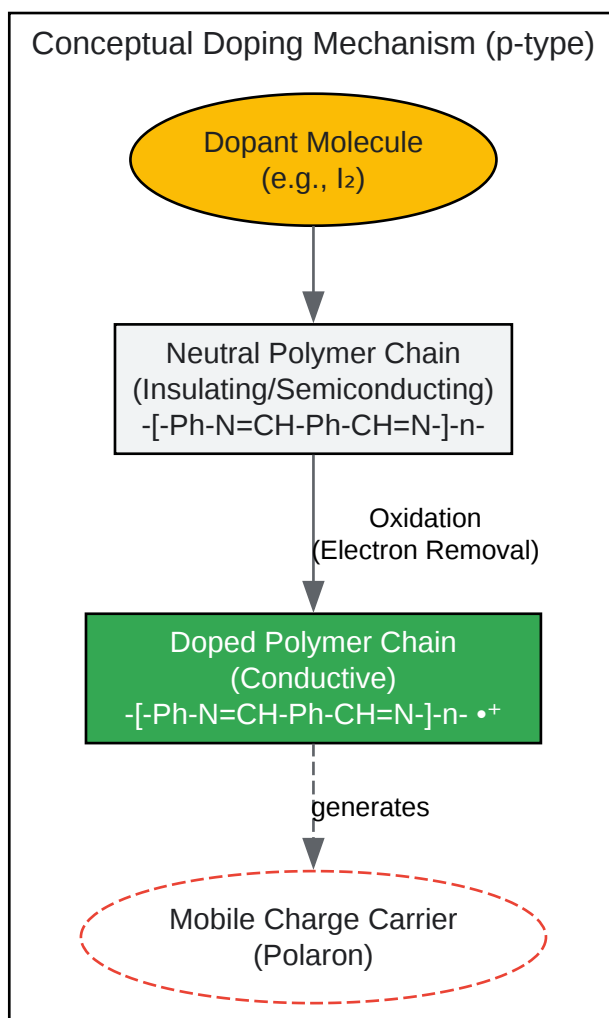 Conceptual Doping Mechanism (p-type)
Dopant Molecule
(e.g., I₂)
Neutral Polymer Chain
(Insulating/Semiconducting)
-[-Ph-N=CH-Ph-CH=N-]-n-
Oxidation
(Electron Removal)
Doped Polymer Chain
(Conductive)
-[-Ph-N=CH-Ph-CH=N-]-n- •⁺
generates
Mobile Charge Carrier
(Polaron)